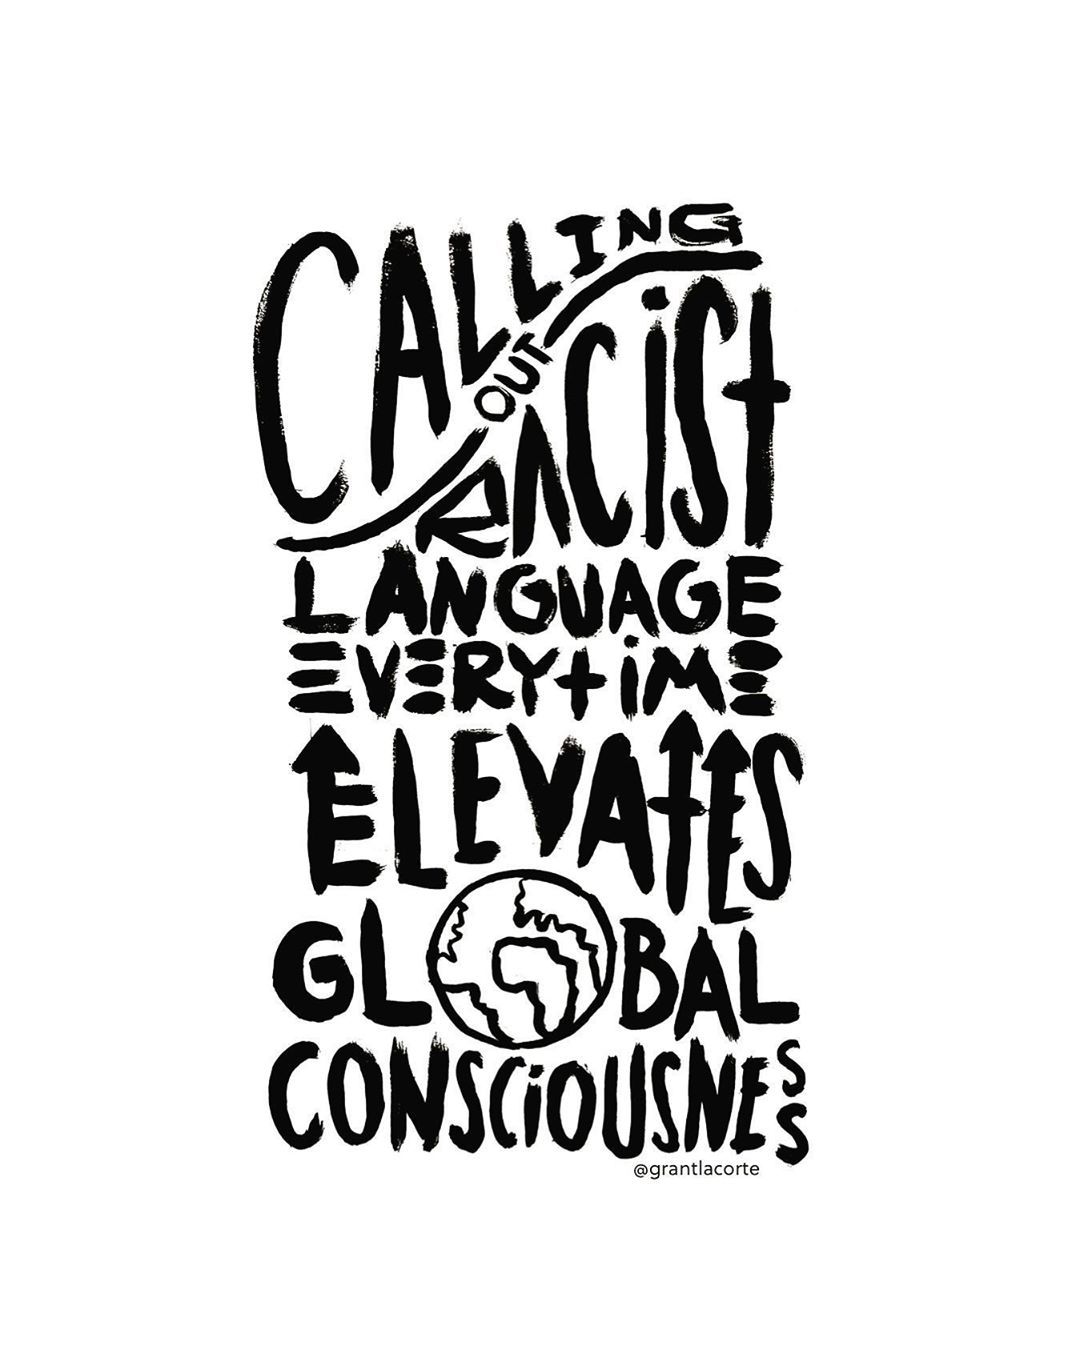 CALLING
OUT
RACiSt
LANGUAGE
EVERYtiME
ELEVAtES
GLOBAL
CONSCiOUSNESS
@grantlacorte